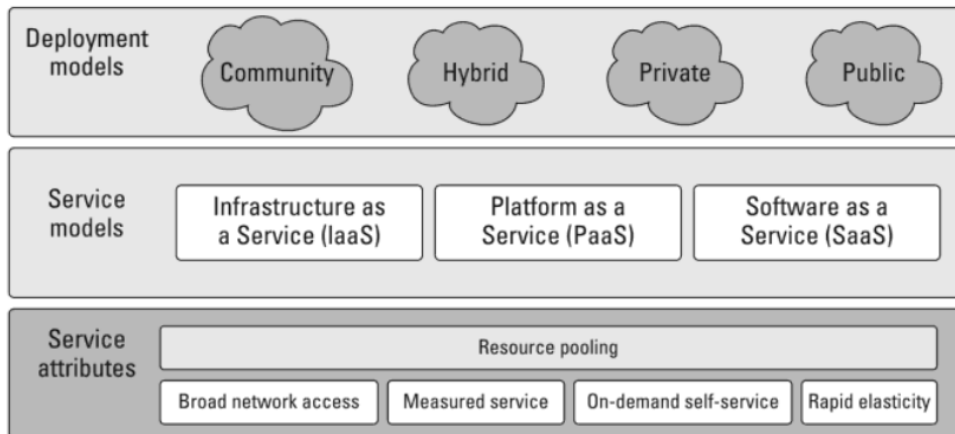 Deployment
models
Community
Hybrid
Private
Public
Service
models
Infrastructure as
a Service (IaaS)
Platform as a
Service (PaaS)
Software as a
Service (SaaS)
Service
attributes
Resource pooling
Broad network access
Measured service
On-demand self-service
Rapid elasticity